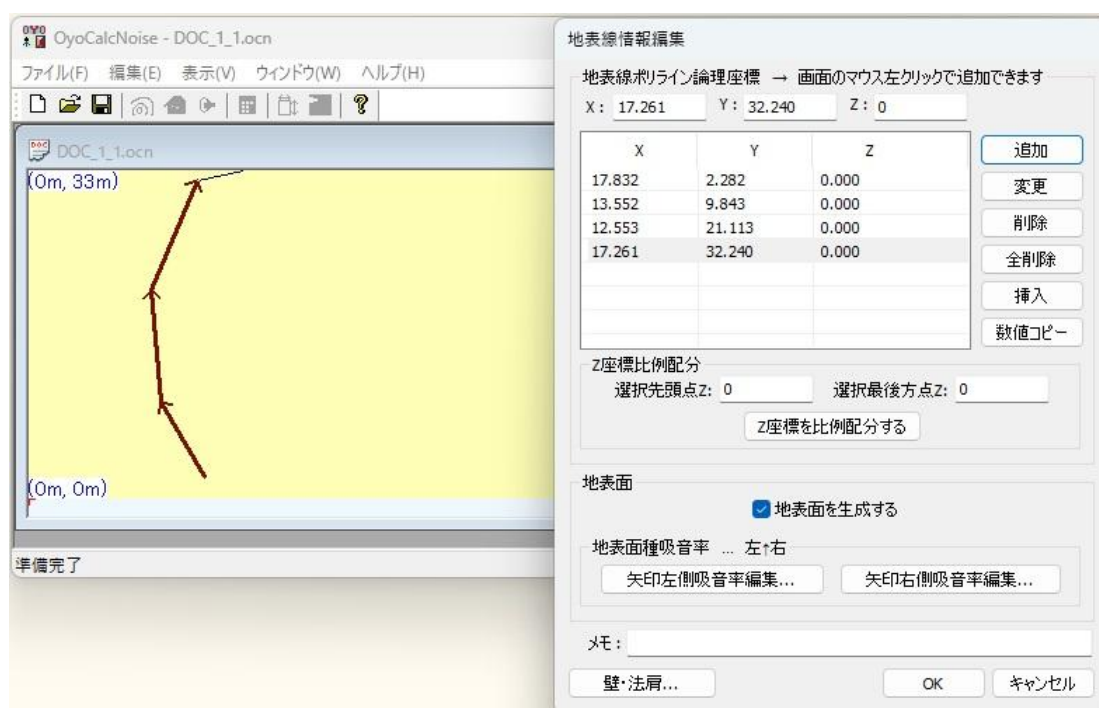 OyoCalcNoise - DOC_1_1.ocn
ファイル(F) 編集(E) 表示(V) ウィンドウ(W) ヘルプ(H)
DOC_1_1.ocn
(0m, 33m)
(0m, 0m)
準備完了
地表線情報編集
地表線ポリライン論理座標 → 画面のマウス左クリックで追加できます
X: 17.261 Y: 32.240 Z: 0
X Y Z
17.832 2.282 0.000
13.552 9.843 0.000
12.553 21.113 0.000
17.261 32.240 0.000
追加
変更
削除
全削除
挿入
数値コピー
Z座標比例配分
選択先頭点Z: 0 選択最後方点Z: 0
Z座標を比例配分する
地表面
地表面を生成する
地表面種吸音率 ... 左↑右
矢印左側吸音率編集... 矢印右側吸音率編集...
メモ:
壁・法肩... OK キャンセル